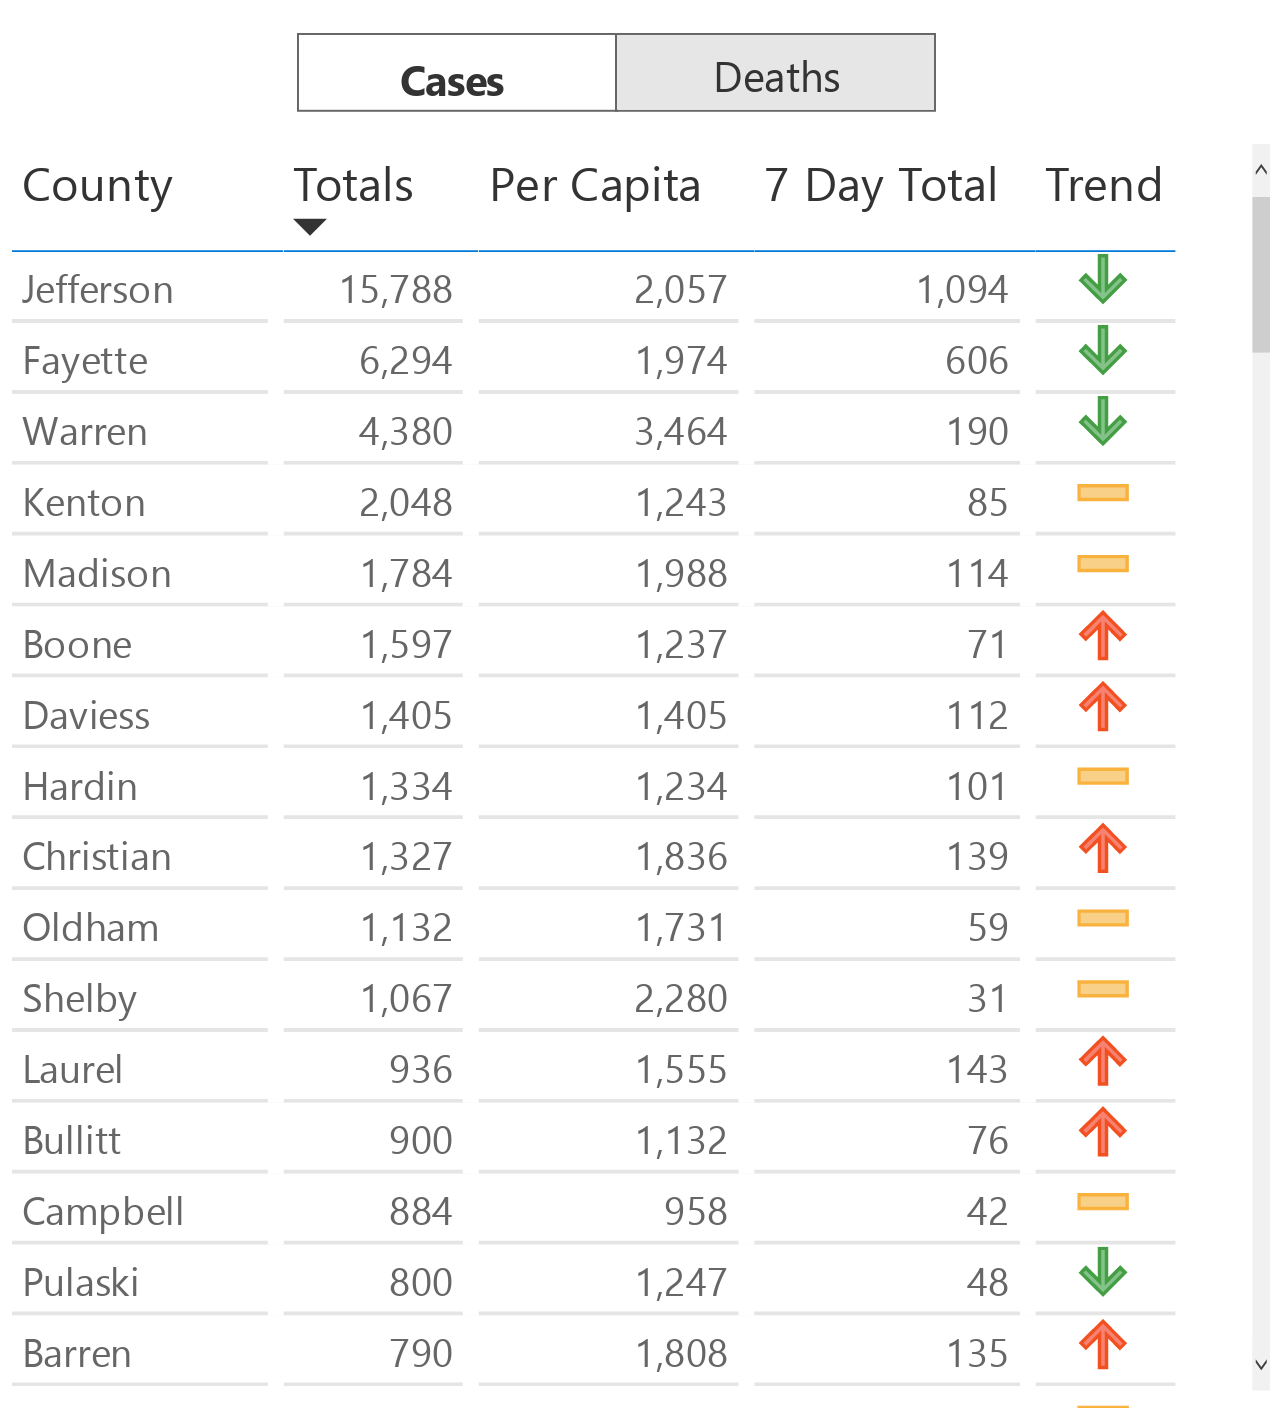 Cases Deaths
County Totals Per Capita 7 Day Total Trend
Jefferson 15,788 2,057 1,094
Fayette 6,294 1,974 606
Warren 4,380 3,464 190
Kenton 2,048 1,243 85
Madison 1,784 1,988 114
Boone 1,597 1,237 71
Daviess 1,405 1,405 112
Hardin 1,334 1,234 101
Christian 1,327 1,836 139
Oldham 1,132 1,731 59
Shelby 1,067 2,280 31
Laurel 936 1,555 143
Bullitt 900 1,132 76
Campbell 884 958 42
Pulaski 800 1,247 48
Barren 790 1,808 135